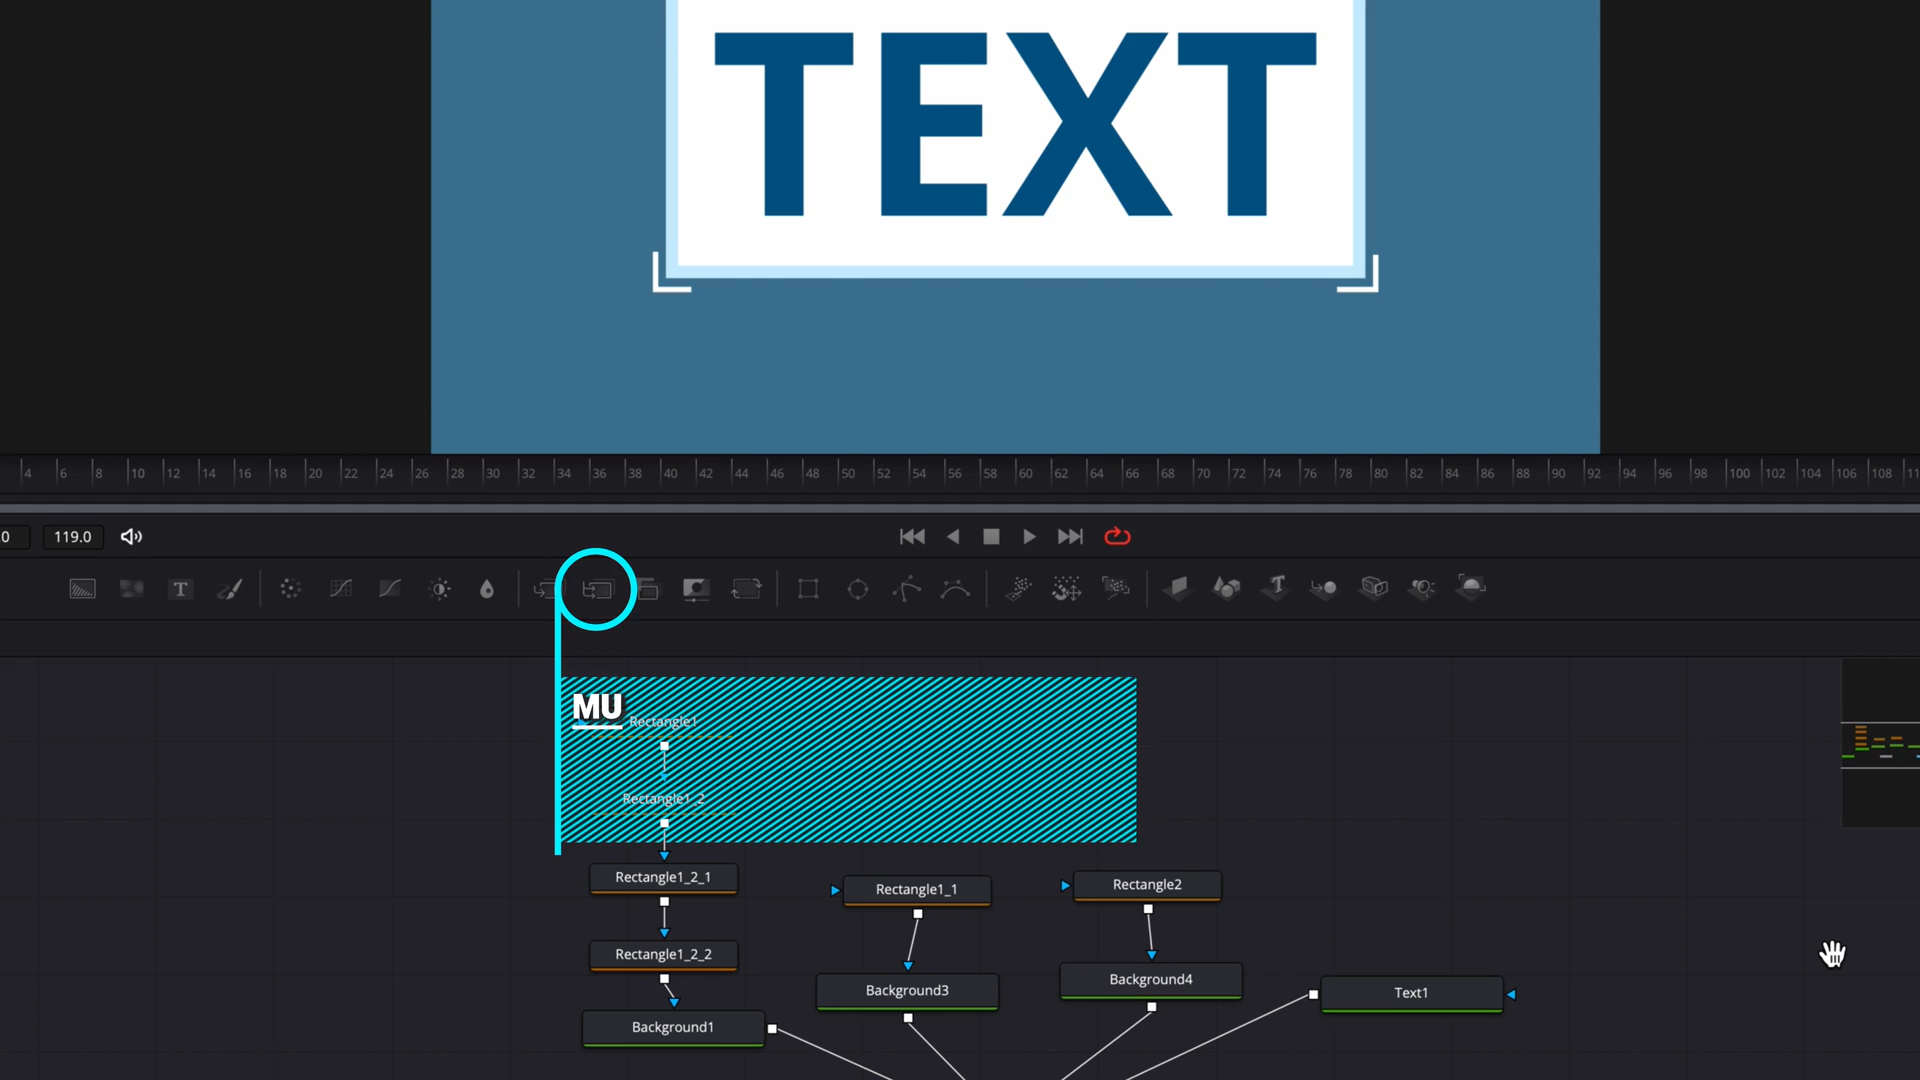 TEXT
4 6 8 10 12 14 16 18 20 22 24 26 28 30 32 34 36 38 40 42 44 46 48 50 52 54 56 58 60 62 64 66 68 70 72 74 76 78 80 82 84 86 88 90 92 94 96 98 100 102 104 106 108 11
.0 119.0
T
MU
Rectangle1
Rectangle1_2
Rectangle1_2_1
Rectangle1_1
Rectangle2
Rectangle1_2_2
Background4
Background3
Text1
Background1